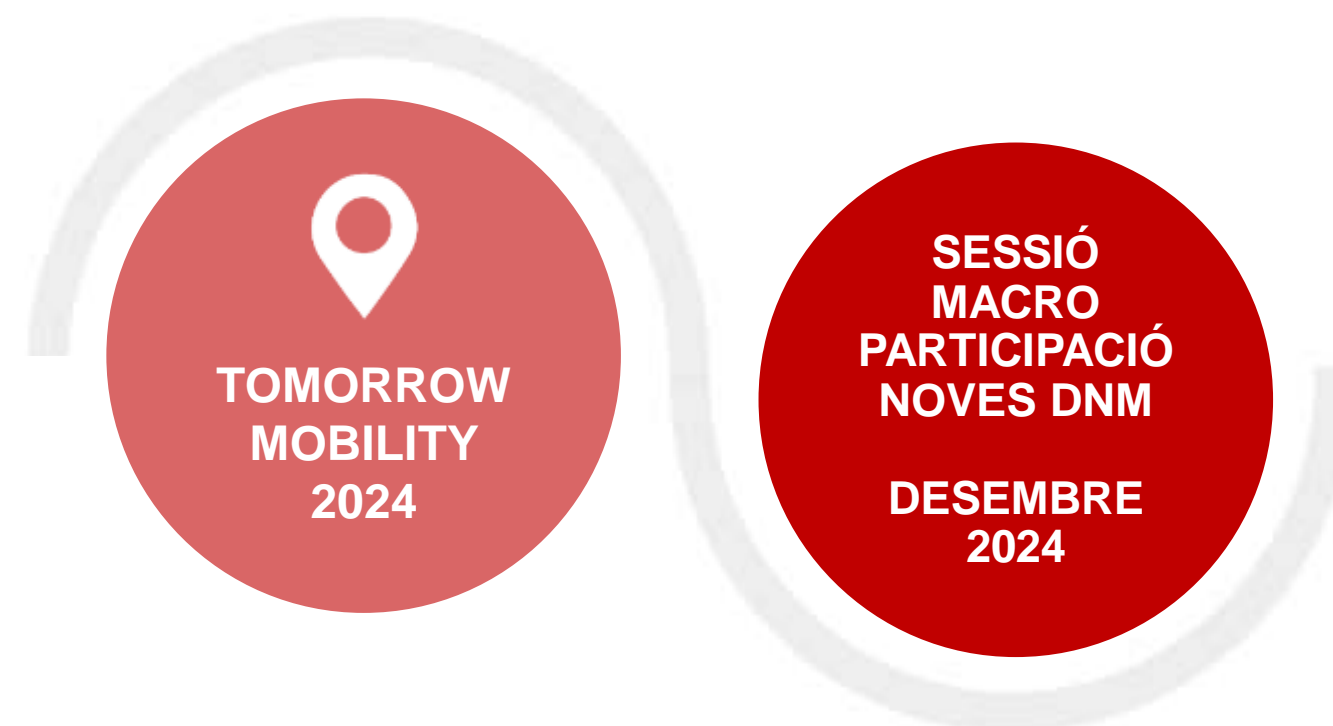 TOMORROW
MOBILITY
2024
SESSIÓ
MACRO
PARTICIPACIÓ
NOVES DNM
DESEMBRE
2024